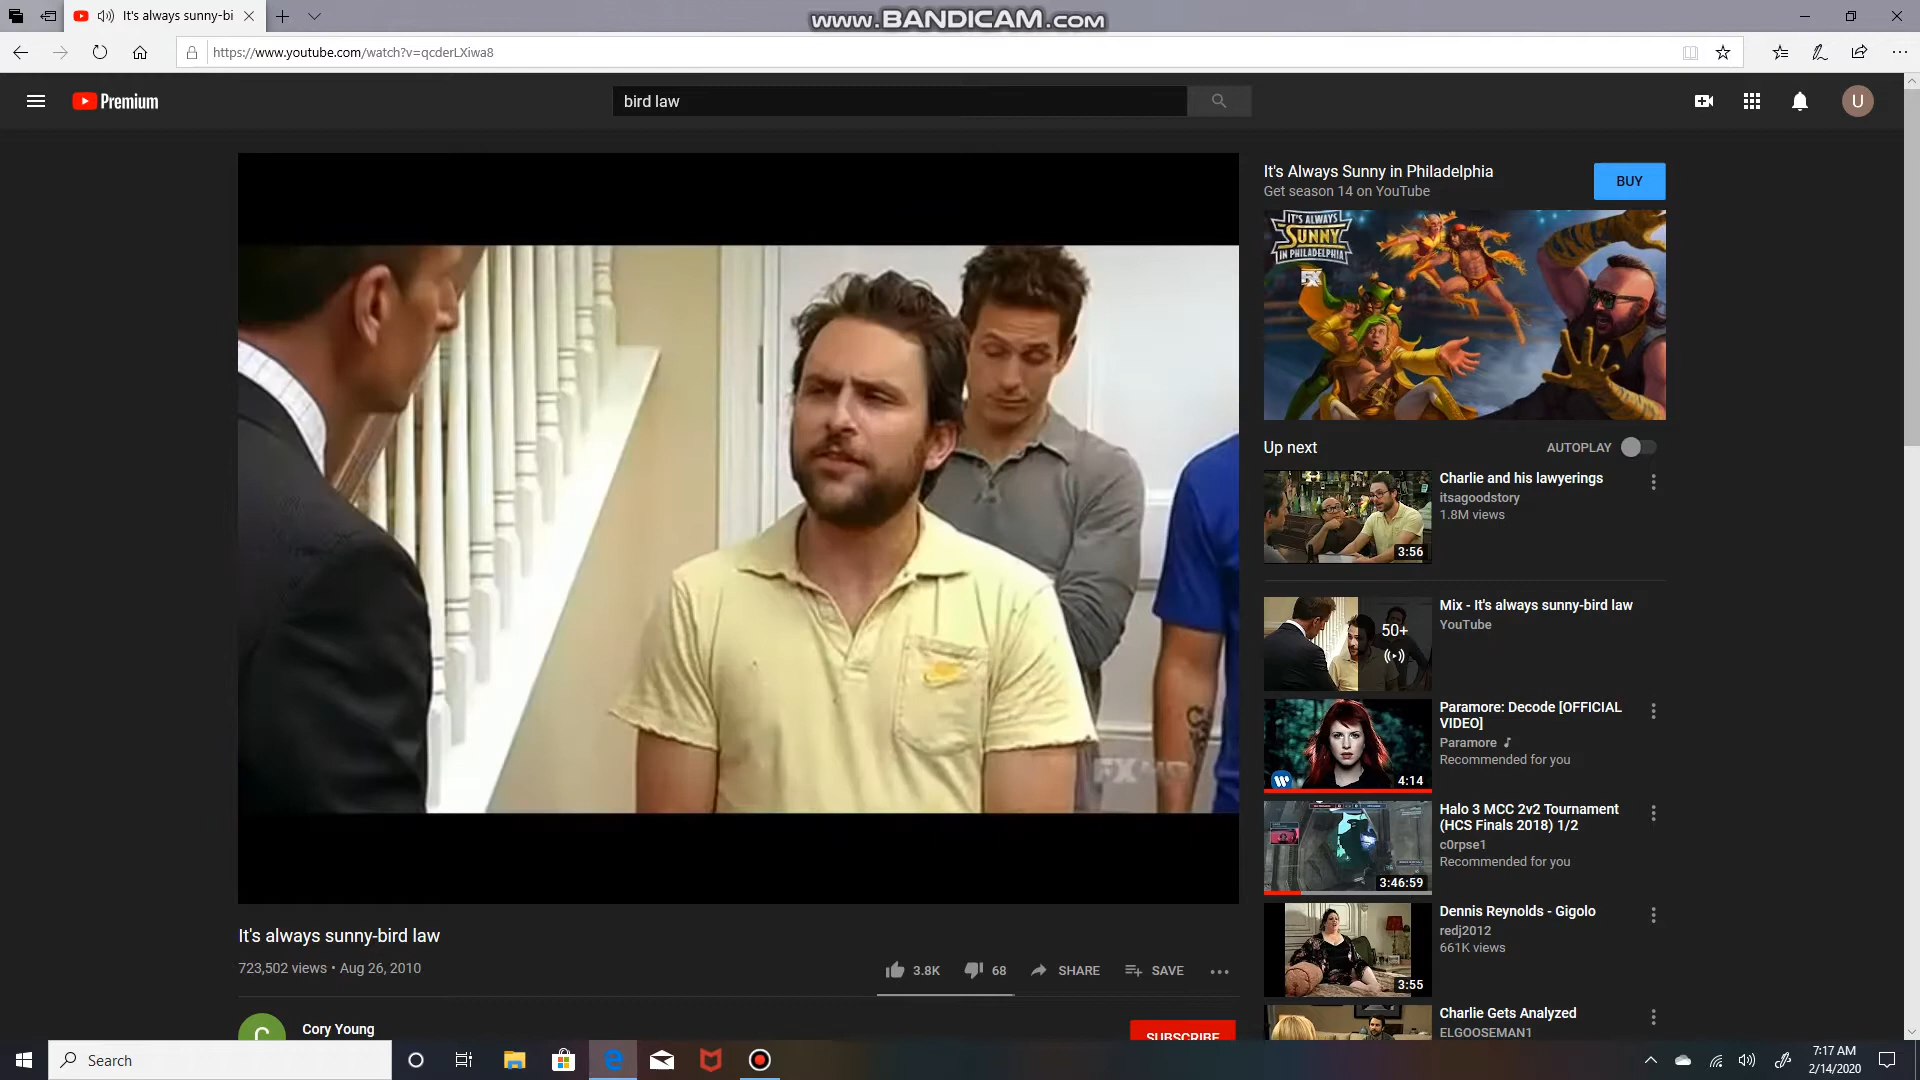 It's always sunny-bi
www.BANDICAM.com
https://www.youtube.com/watch?v=qcderLXiwa8
Premium
bird law
U
It's Always Sunny in Philadelphia
Get season 14 on YouTube
BUY
IT'S ALWAYS
SUNNY
IN PHILADELPHIA
FX
Up next
AUTOPLAY
Charlie and his lawyerings
itsagoodstory
1.8M views
3:56
Mix - It's always sunny-bird law
YouTube
50+
Paramore: Decode [OFFICIAL
VIDEO]
Paramore
Recommended for you
4:14
Halo 3 MCC 2v2 Tournament
(HCS Finals 2018) 1/2
c0rpse1
Recommended for you
3:46:59
Dennis Reynolds - Gigolo
redj2012
661K views
3:55
Charlie Gets Analyzed
ELGOOSEMAN1
FX HD
It's always sunny-bird law
723,502 views • Aug 26, 2010
3.8K
68
SHARE
SAVE
C
Cory Young
SUBSCRIBE
Search
7:17 AM
2/14/2020